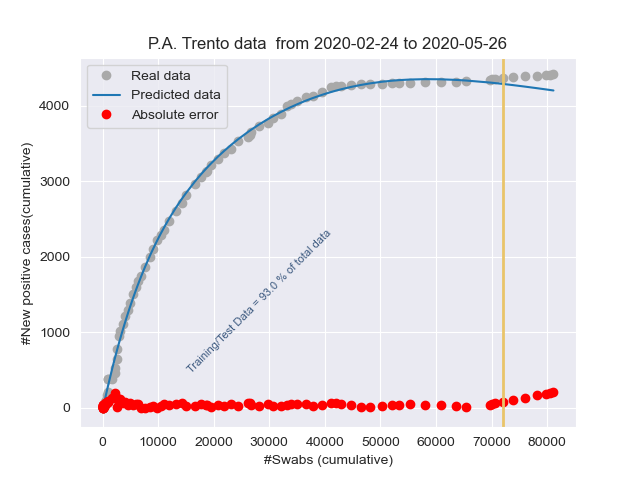 P.A. Trento data  from 2020-02-24 to 2020-05-26
Real data
Predicted data
Absolute error
#New positive cases(cumulative)
4000
3000
2000
1000
0
Training/Test Data = 93.0 % of total data
0 10000 20000 30000 40000 50000 60000 70000 80000
#Swabs (cumulative)